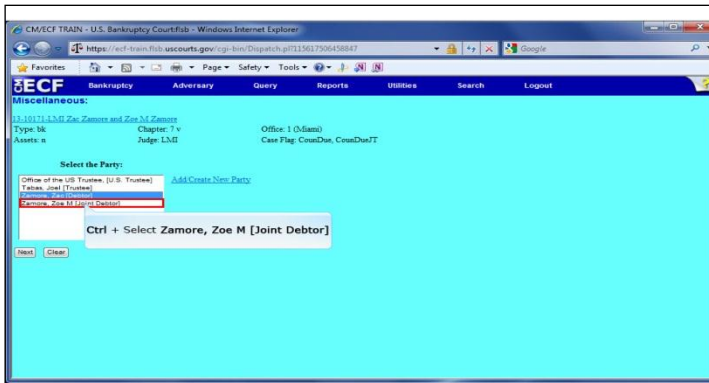 CM/ECF TRAIN - U.S. Bankruptcy Court:flsb - Windows Internet Explorer
https://ecf-train.flsb.uscourts.gov/cgi-bin/Dispatch.pl?115617506458847
Google
Favorites Page Safety Tools
ECF Bankruptcy Adversary Query Reports Utilities Search Logout
Miscellaneous:
13-10171-LMI Zac Zamore and Zoe M Zamore
Type: bk Chapter: 7 v Office: 1 (Miami)
Assets: n Judge: LMI Case Flag: CounDue, CounDueJT
Select the Party:
Office of the US Trustee, [U.S. Trustee] Add/Create New Party
Tabas, Joel [Trustee]
Zamore, Zac [Debtor]
Zamore, Zoe M [Joint Debtor]
Ctrl + Select Zamore, Zoe M [Joint Debtor]
Next Clear